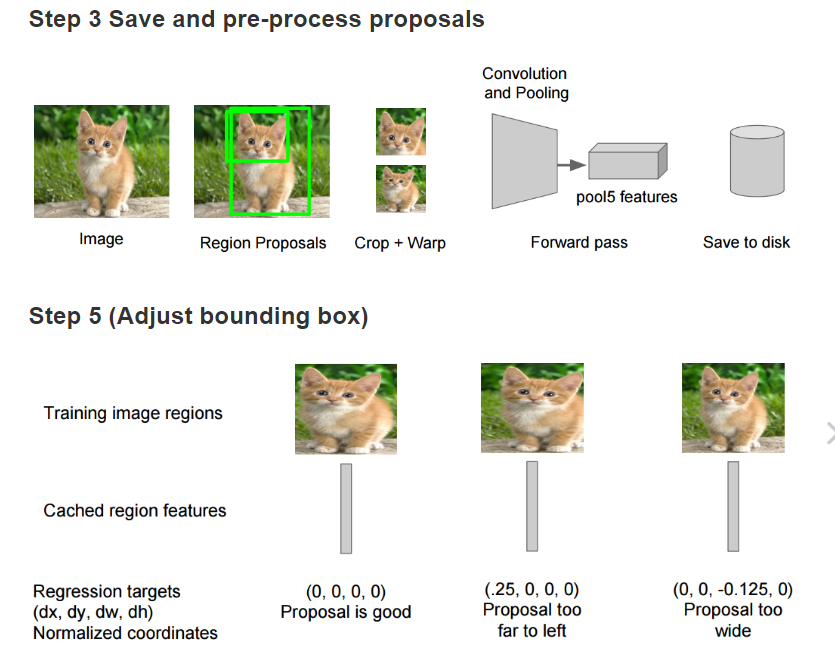 Step 3 Save and pre-process proposals
Convolution
and Pooling
pool5 features
Image
Region Proposals
Crop + Warp
Forward pass
Save to disk
Step 5 (Adjust bounding box)
Training image regions
Cached region features
Regression targets
(dx, dy, dw, dh)
Normalized coordinates
(0, 0, 0, 0)
Proposal is good
(.25, 0, 0, 0)
Proposal too
far to left
(0, 0, -0.125, 0)
Proposal too
wide